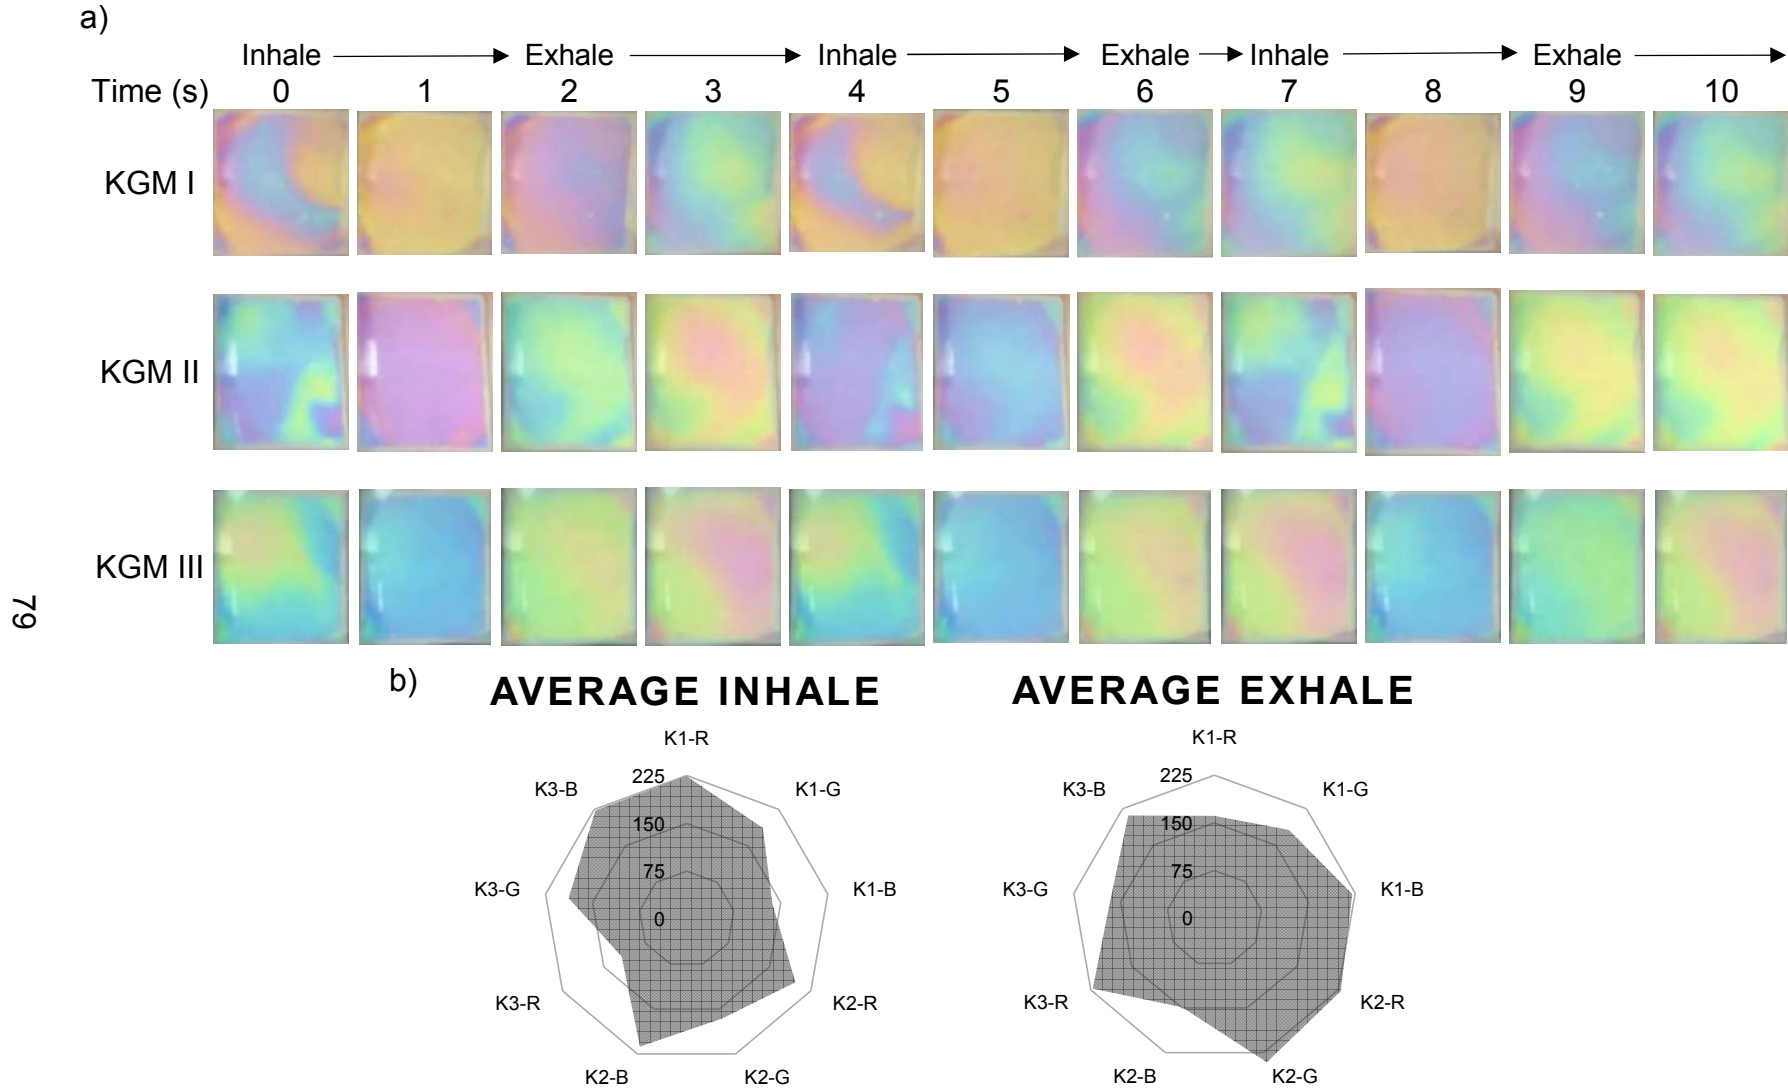 a)
Inhale Exhale Inhale Exhale Inhale Exhale
Time (s) 0 1 2 3 4 5 6 7 8 9 10
KGM I
KGM II
KGM III
79
b)
AVERAGE INHALE
K1-R
225
K3-B
K1-G
150
75
K3-G
K1-B
0
K3-R
K2-R
K2-B
K2-G
AVERAGE EXHALE
K1-R
225
K3-B
K1-G
150
75
K3-G
K1-B
0
K3-R
K2-R
K2-B
K2-G